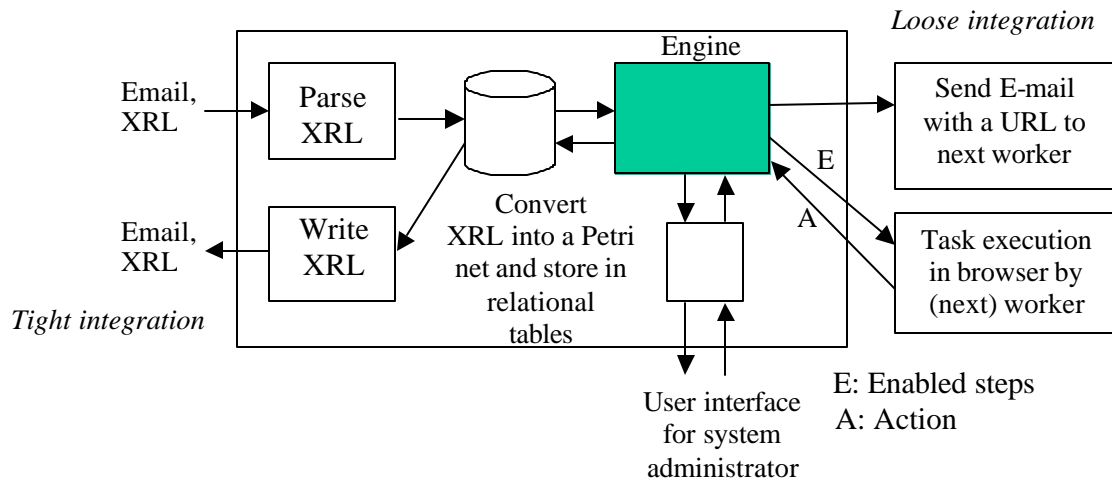 Loose integration
Engine
Email,
XRL
Parse
XRL
Send E-mail
with a URL to
next worker
E
A
Convert
XRL into a Petri
net and store in
relational
tables
Email,
XRL
Write
XRL
Task execution
in browser by
(next) worker
Tight integration
E: Enabled steps
A: Action
User interface
for system
administrator